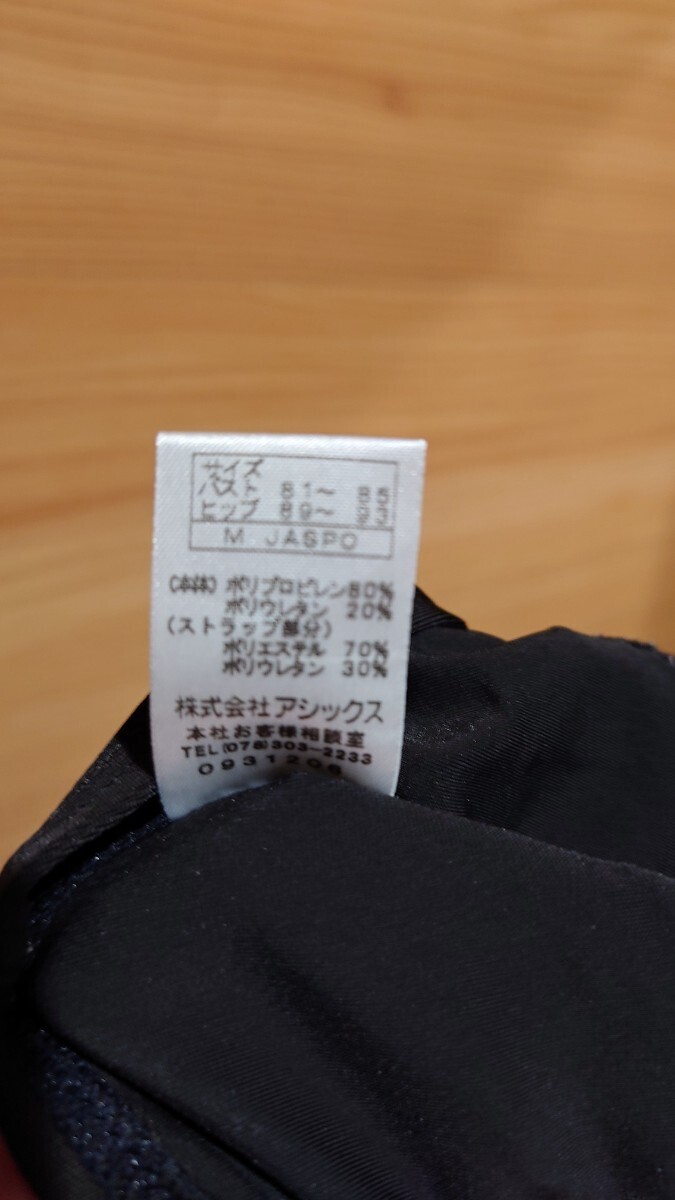 サイズ
バスト 81～ 85
ヒップ 89～ 93
M JASPO
(本体) ポリプロピレン80%
ポリウレタン 20%
(ストラップ部分)
ポリエステル 70%
ポリウレタン 30%
株式会社アシックス
本社お客様相談室
TEL(078)303-2233
093120